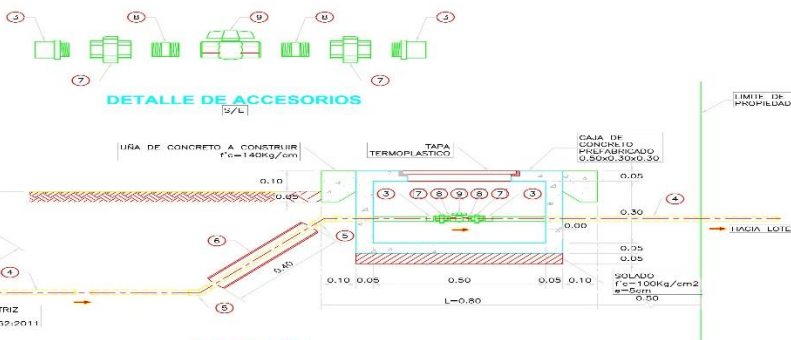 3
8
9
8
3
7
7
DETALLE DE ACCESORIOS
S/E
LIMITE DE
PROPIEDAD
UÑA DE CONCRETO A CONSTRUIR
f'c=140Kg/cm
TAPA
TERMOPLASTICO
CAJA DE
CONCRETO
PREFABRICADO
0.50x0.30x0.30
0.10
0.05
0.05
3 7 8 9 8 7 3
4
0.30
0.00
HACIA LOTE
6
5
0.40
0.05
0.05
4
0.10 0.05 0.50 0.05 0.10
SOLADO
f'c=100Kg/cm2
e=5cm
0.50
L=0.80
5
TRIZ
52:2011